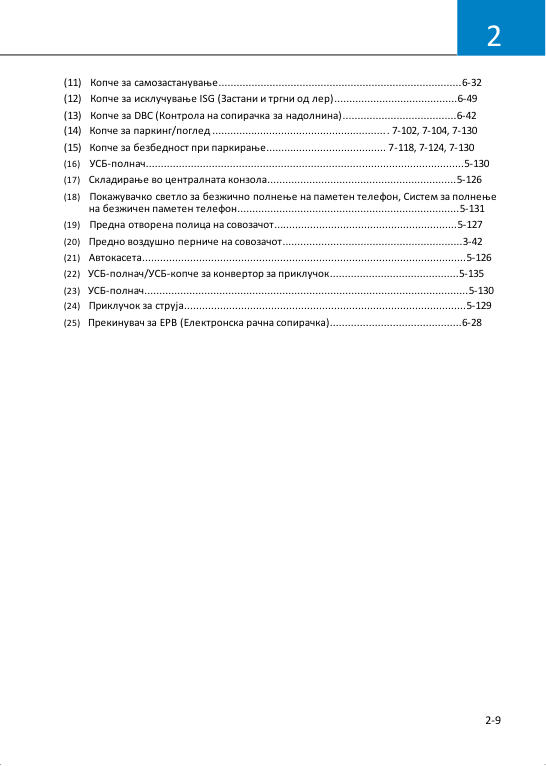 2
(11) Копче за самозастанување.................................................................................6-32
(12) Копче за исклучување ISG (Застани и тргни од лер).........................................6-49
(13) Копче за DBC (Контрола на сопирачка за надолнина)......................................6-42
(14) Копче за паркинг/поглед ........................................................... 7-102, 7-104, 7-130
(15) Копче за безбедност при паркирање........................................ 7-118, 7-124, 7-130
(16) УСБ-полнач..........................................................................................................5-130
(17) Складирање во централната конзола...............................................................5-126
(18) Покажувачко светло за безжично полнење на паметен телефон, Систем за полнење
на безжичен паметен телефон..........................................................................5-131
(19) Предна отворена полица на совозачот.............................................................5-127
(20) Предно воздушно перниче на совозачот............................................................3-42
(21) Автокасета............................................................................................................5-126
(22) УСБ-полнач/УСБ-копче за конвертор за приклучок...........................................5-135
(23) УСБ-полнач............................................................................................................5-130
(24) Приклучок за струја..............................................................................................5-129
(25) Прекинувач за EPB (Електронска рачна сопирачка)............................................6-28
2-9